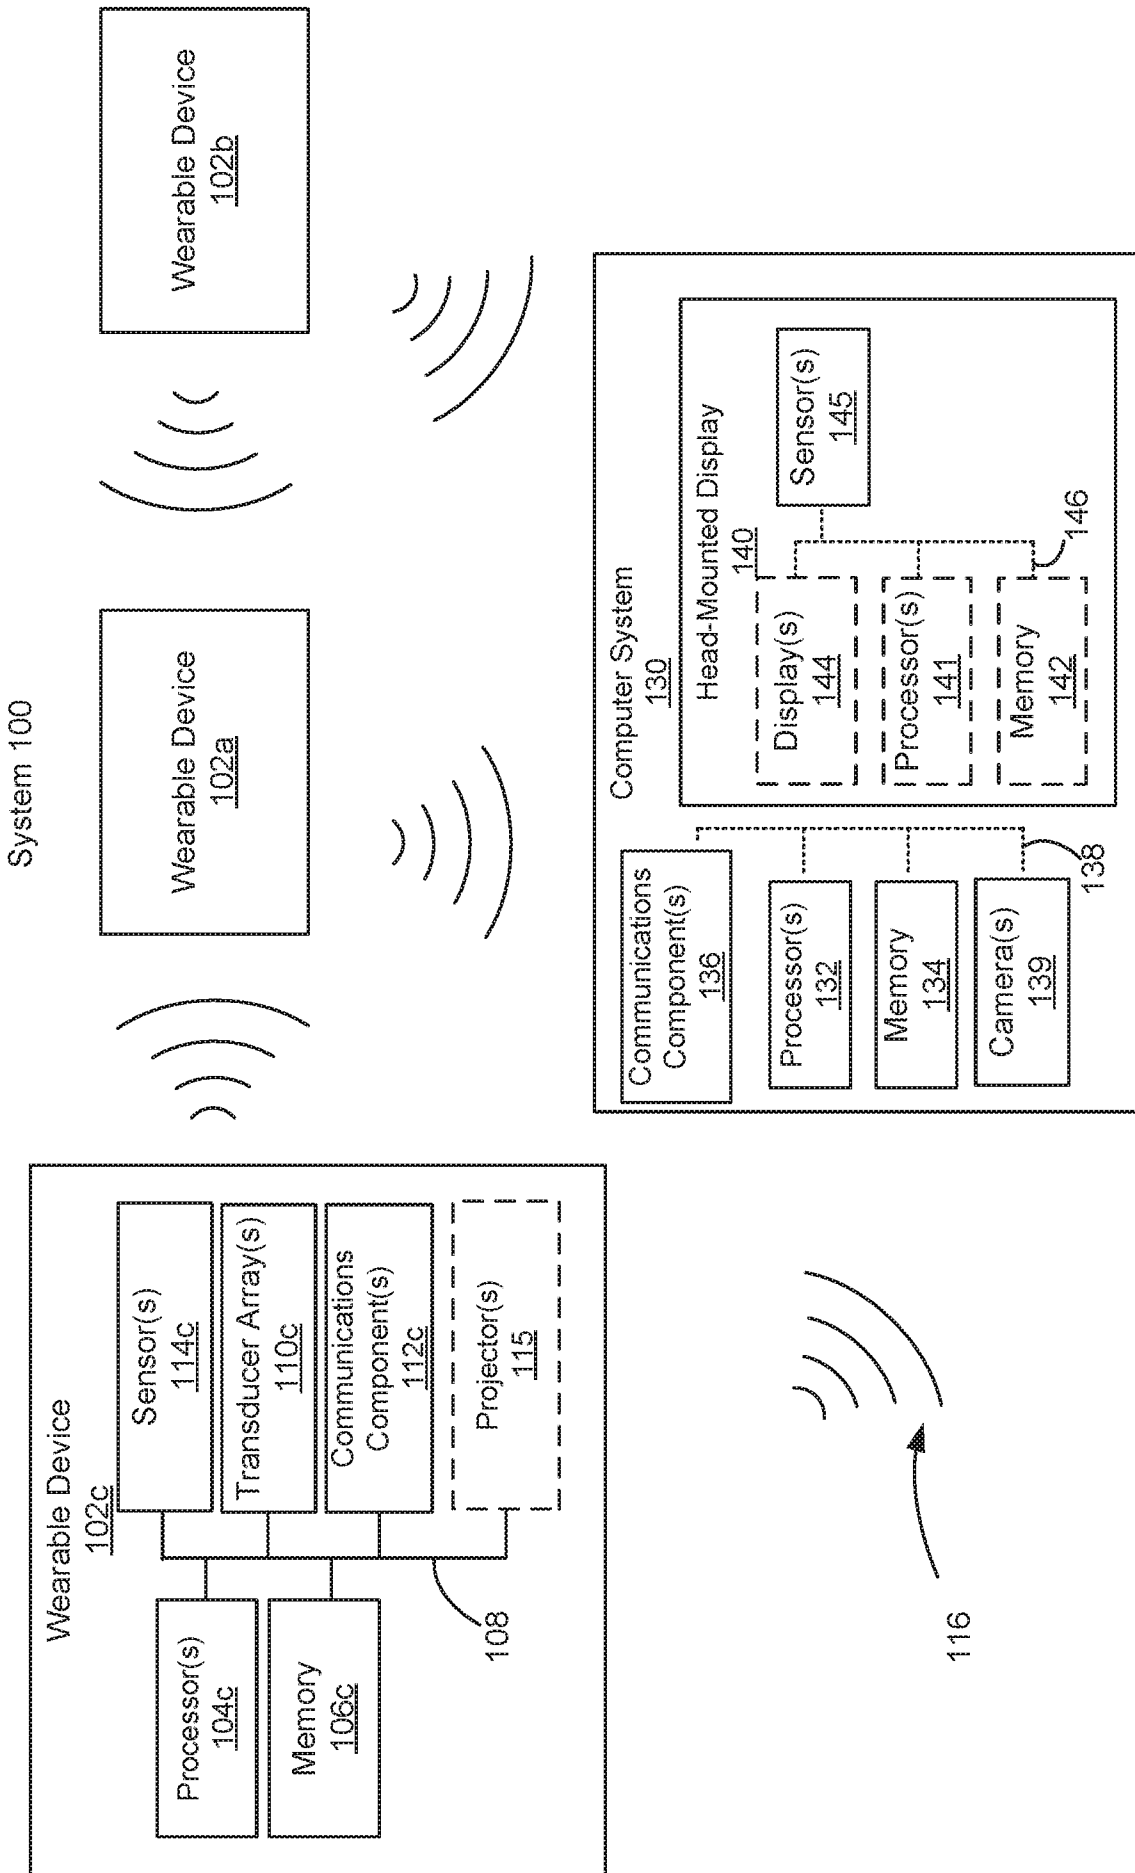 System 100
Wearable Device
102c
Processor(s)
104c
Memory
106c
108
Sensor(s)
114c
Transducer Array(s)
110c
Communications
Component(s)
112c
Projector(s)
115
116
Wearable Device
102a
Wearable Device
102b
Computer System
130
Communications
Component(s)
136
Processor(s)
132
Memory
134
Camera(s)
139
138
Head-Mounted Display
140
Display(s)
144
Processor(s)
141
Memory
142
Sensor(s)
145
146